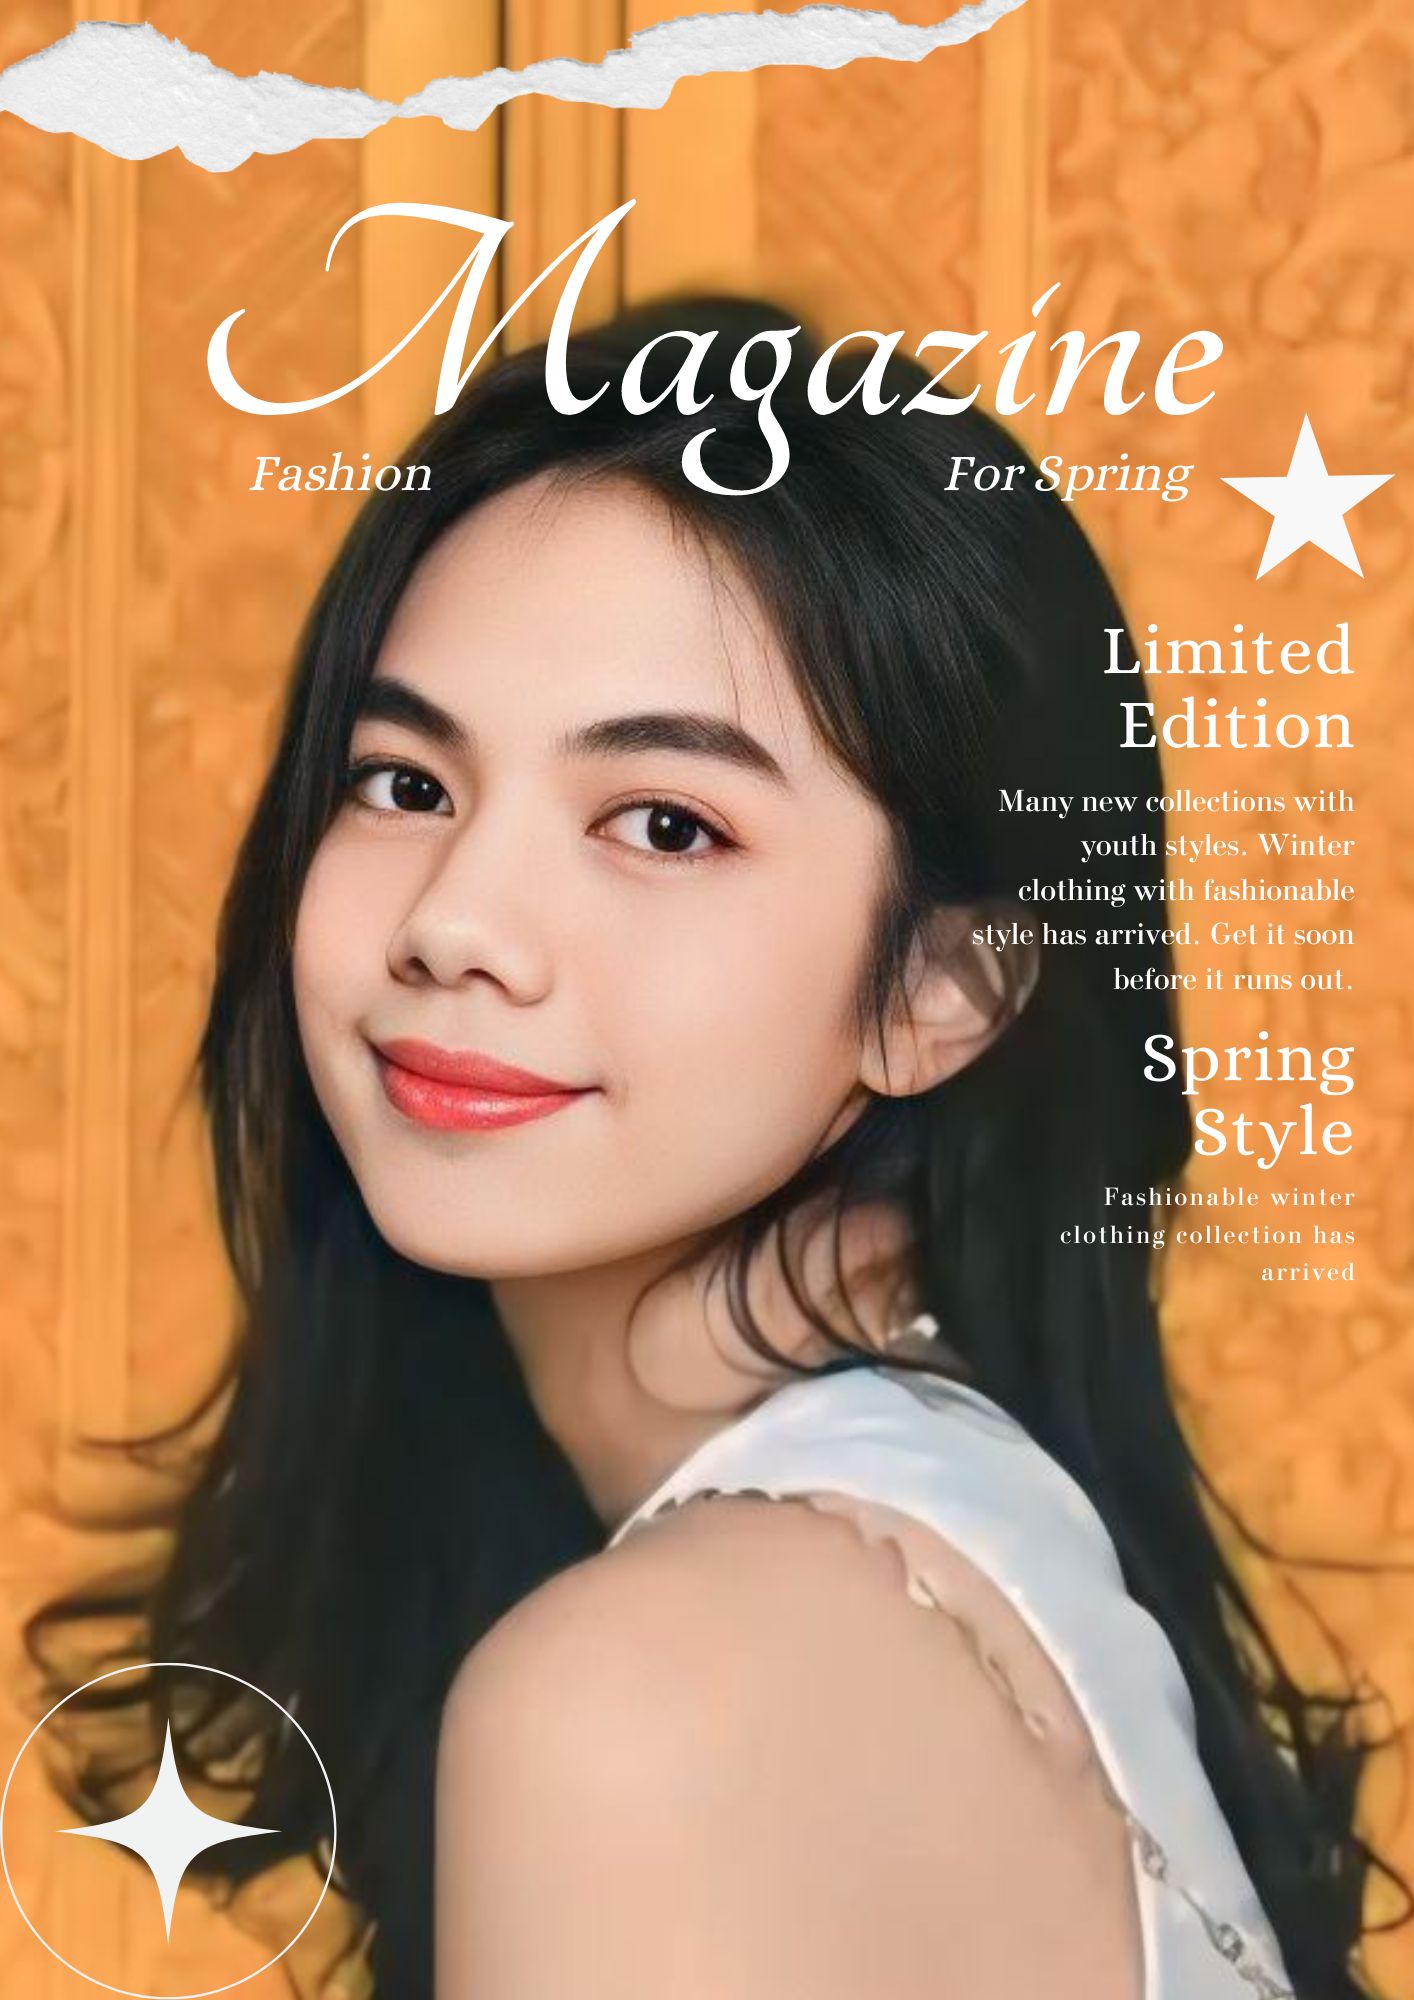 Magazine
Fashion
For Spring
Limited
Edition
Many new collections with
youth styles. Winter
clothing with fashionable
style has arrived. Get it soon
before it runs out.
Spring
Style
Fashionable winter
clothing collection has
arrived